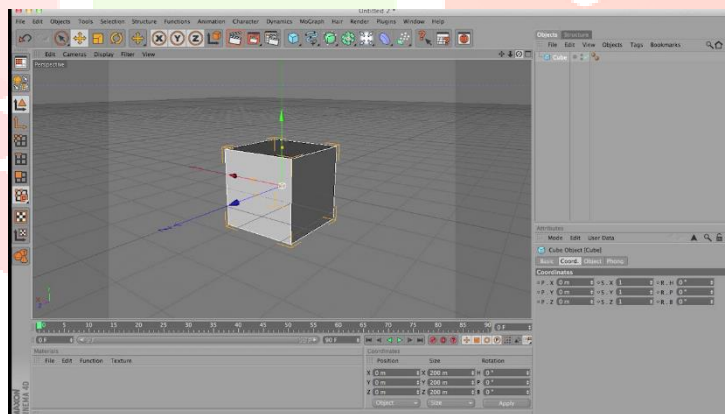 Untitled 2 *
File Edit Objects Tools Selection Structure Functions Animation Character Dynamics MoGraph Hair Render Plugins Window Help
Edit Cameras Display Filter View
Perspective
Objects Structure
File Edit View Objects Tags Bookmarks
Cube
Attributes
Mode Edit User Data
Cube Object [Cube]
Basic Coord. Object Phong
Coordinates
P . X 0 m S . X 1 R . H 0 °
P . Y 0 m S . Y 1 R . P 0 °
P . Z 0 m S . Z 1 R . B 0 °
0 5 10 15 20 25 30 35 40 45 50 55 60 65 70 75 80 85 90 0 F
0 F 90 F
Materials
File Edit Function Texture
Coordinates
Position Size Rotation
X 0 m X 200 m H 0 °
Y 0 m Y 200 m P 0 °
Z 0 m Z 200 m B 0 °
Object Size Apply
MAXON
CINEMA 4D